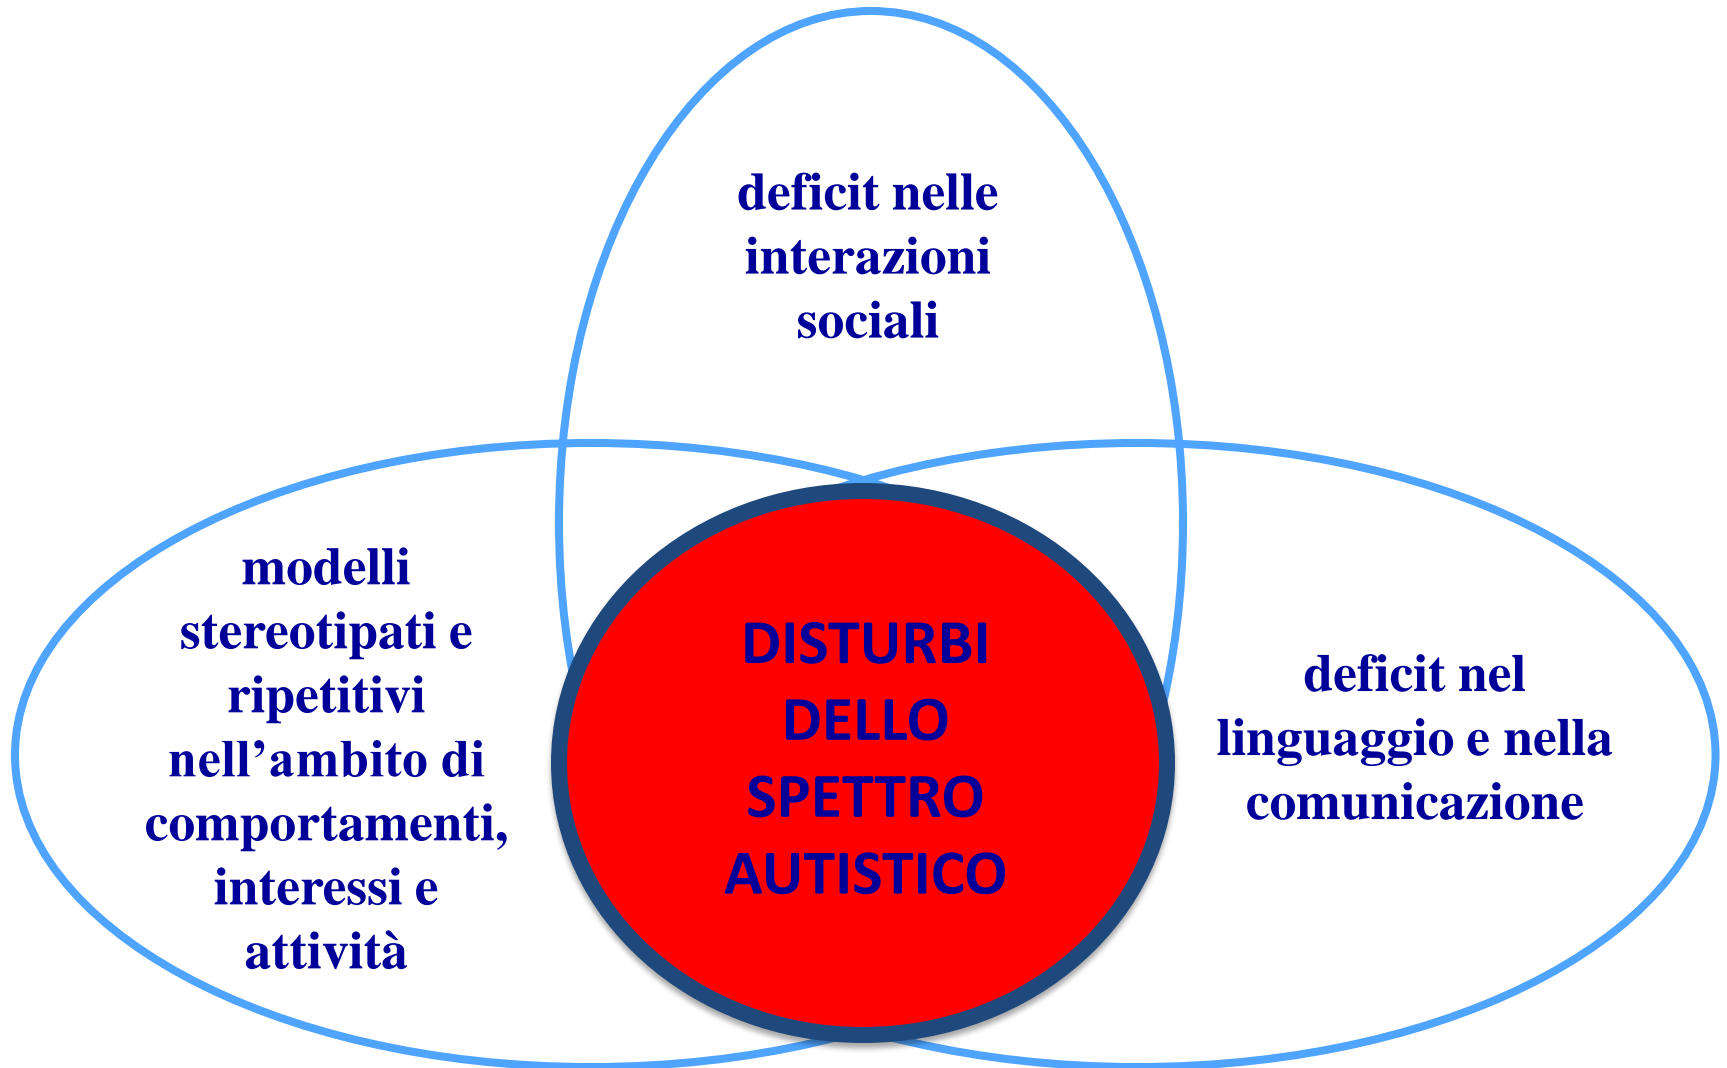 deficit nelle
interazioni
sociali
modelli
stereotipati e
ripetitivi
nell’ambito di
comportamenti,
interessi e
attività
DISTURBI
DELLO
SPETTRO
AUTISTICO
deficit nel
linguaggio e nella
comunicazione